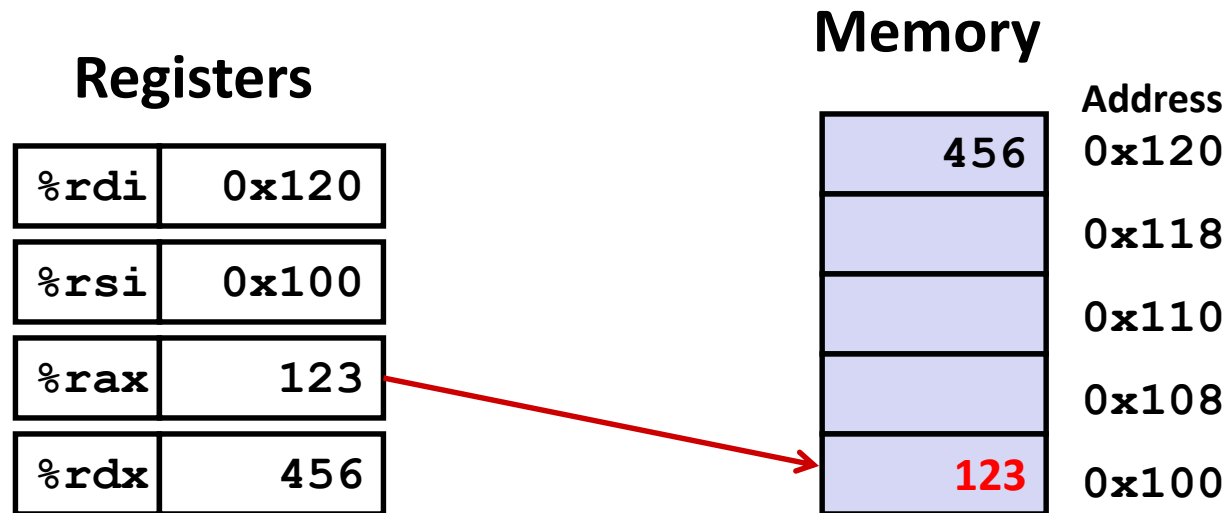 Registers
%rdi 0x120
%rsi 0x100
%rax 123
%rdx 456
Memory
Address
456 0x120
0x118
0x110
0x108
123 0x100